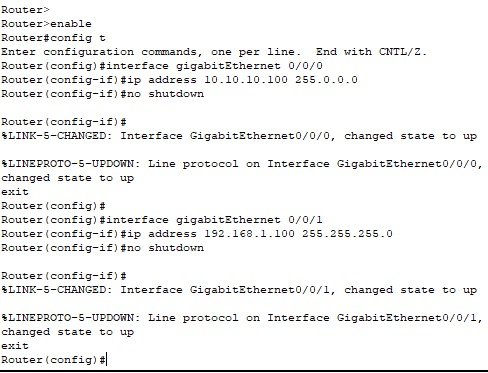 Router>
Router>enable
Router#config t
Enter configuration commands, one per line.  End with CNTL/Z.
Router(config)#interface gigabitEthernet 0/0/0
Router(config-if)#ip address 10.10.10.100 255.0.0.0
Router(config-if)#no shutdown
Router(config-if)#
%LINK-5-CHANGED: Interface GigabitEthernet0/0/0, changed state to up
%LINEPROTO-5-UPDOWN: Line protocol on Interface GigabitEthernet0/0/0,
changed state to up
exit
Router(config)#
Router(config)#interface gigabitEthernet 0/0/1
Router(config-if)#ip address 192.168.1.100 255.255.255.0
Router(config-if)#no shutdown
Router(config-if)#
%LINK-5-CHANGED: Interface GigabitEthernet0/0/1, changed state to up
%LINEPROTO-5-UPDOWN: Line protocol on Interface GigabitEthernet0/0/1,
changed state to up
exit
Router(config)#